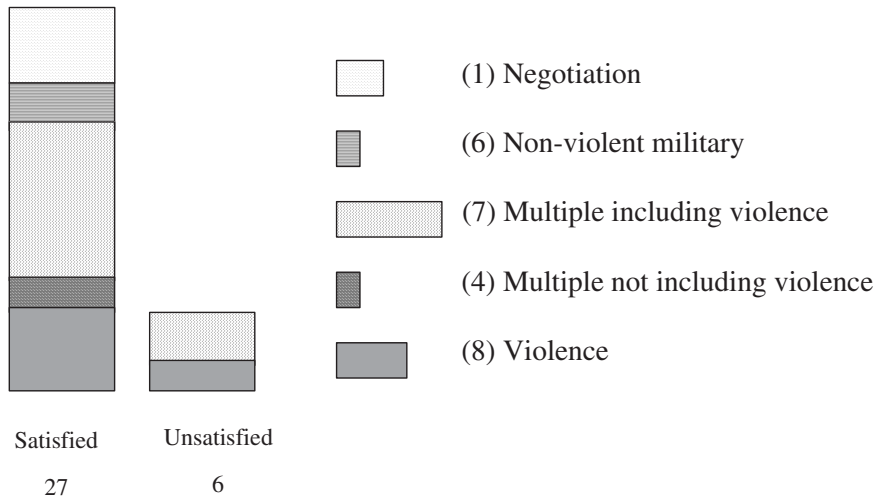 (1) Negotiation
(6) Non-violent military
(7) Multiple including violence
(4) Multiple not including violence
(8) Violence
Satisfied
Unsatisfied
27
6